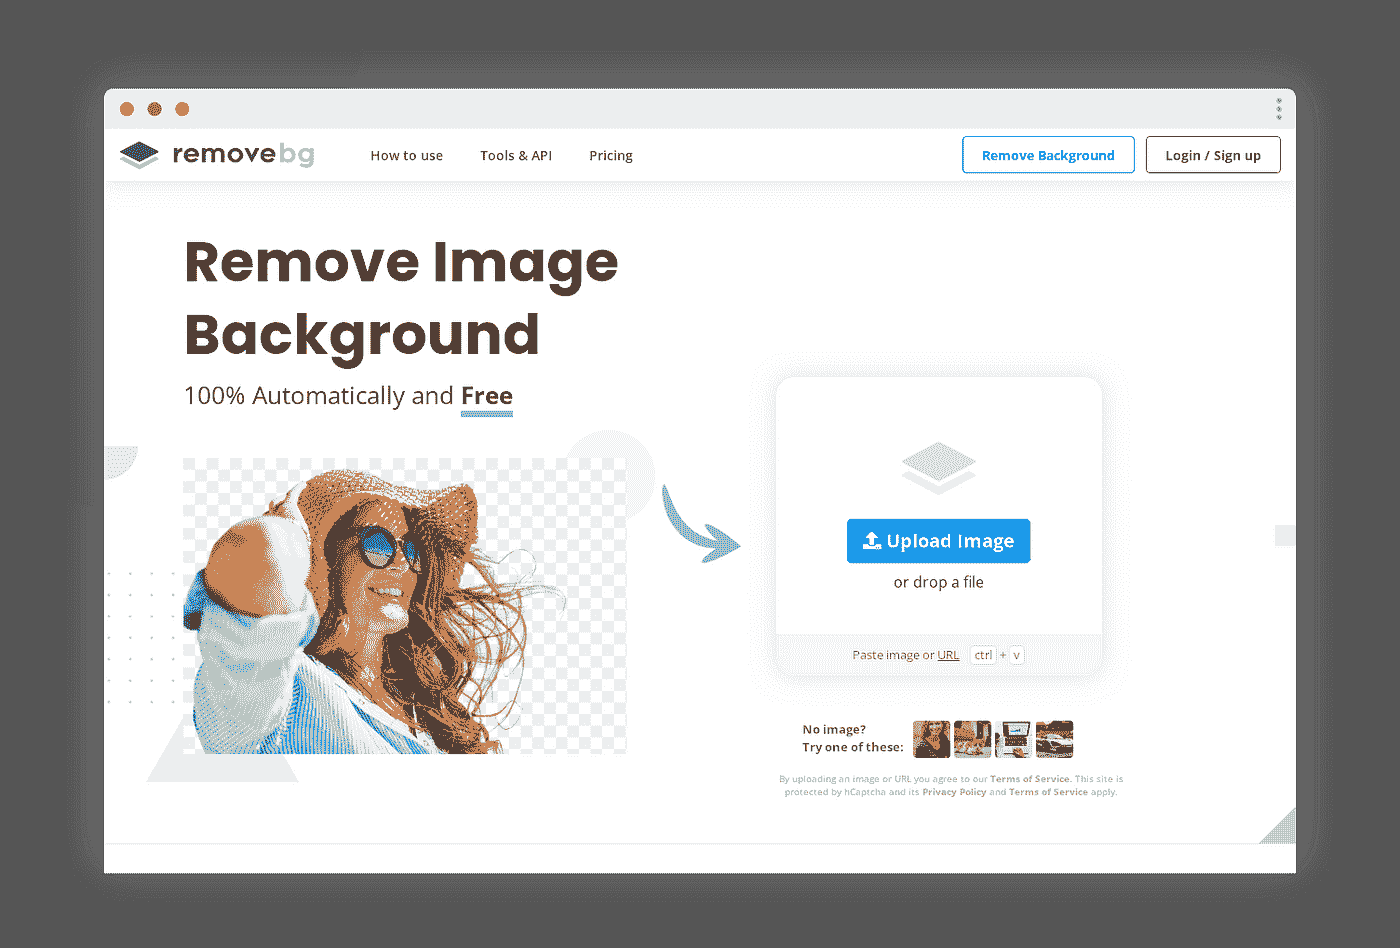 removebg
How to use
Tools & API
Pricing
Remove Background
Login / Sign up
Remove Image
Background
100% Automatically and Free
Upload Image
or drop a file
Paste image or URL ctrl + v
No image?
Try one of these:
By uploading an image or URL you agree to our Terms of Service. This site is
protected by hCaptcha and its Privacy Policy and Terms of Service apply.